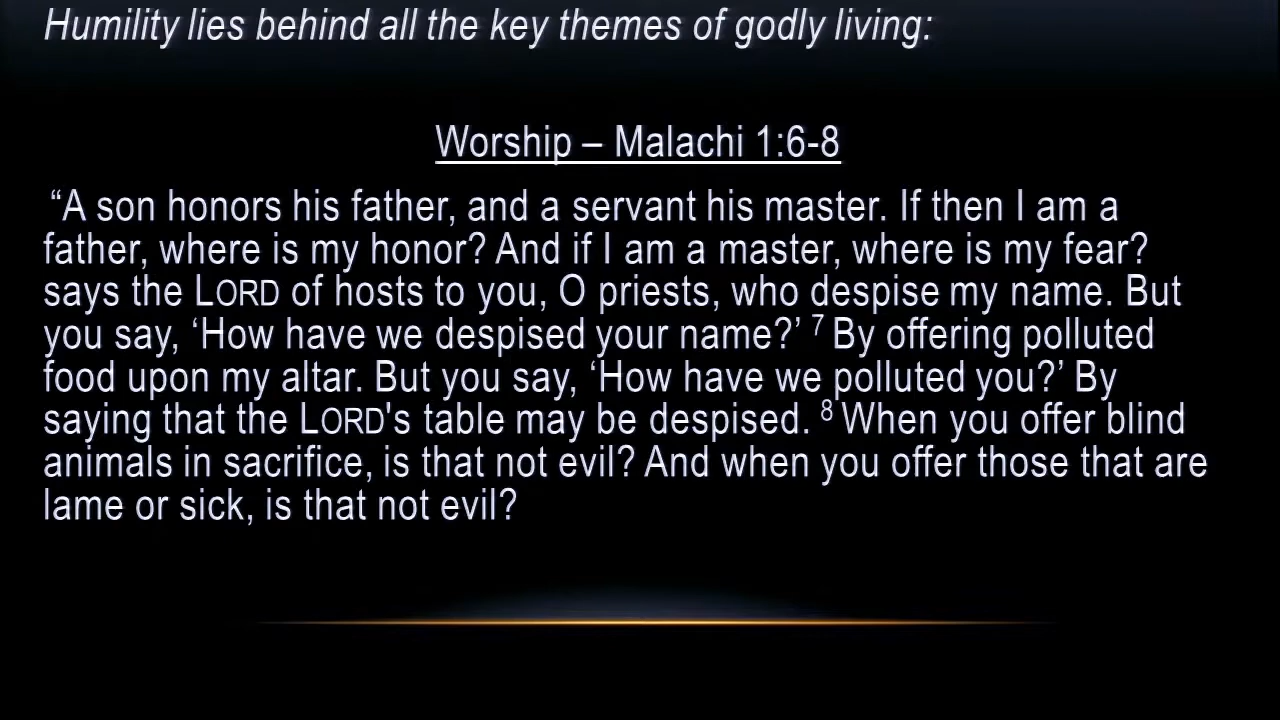 Humility lies behind all the key themes of godly living:
Worship – Malachi 1:6-8
“A son honors his father, and a servant his master. If then I am a
father, where is my honor? And if I am a master, where is my fear?
says the LORD of hosts to you, O priests, who despise my name. But
you say, ‘How have we despised your name?’ 7 By offering polluted
food upon my altar. But you say, ‘How have we polluted you?’ By
saying that the LORD's table may be despised. 8 When you offer blind
animals in sacrifice, is that not evil? And when you offer those that are
lame or sick, is that not evil?